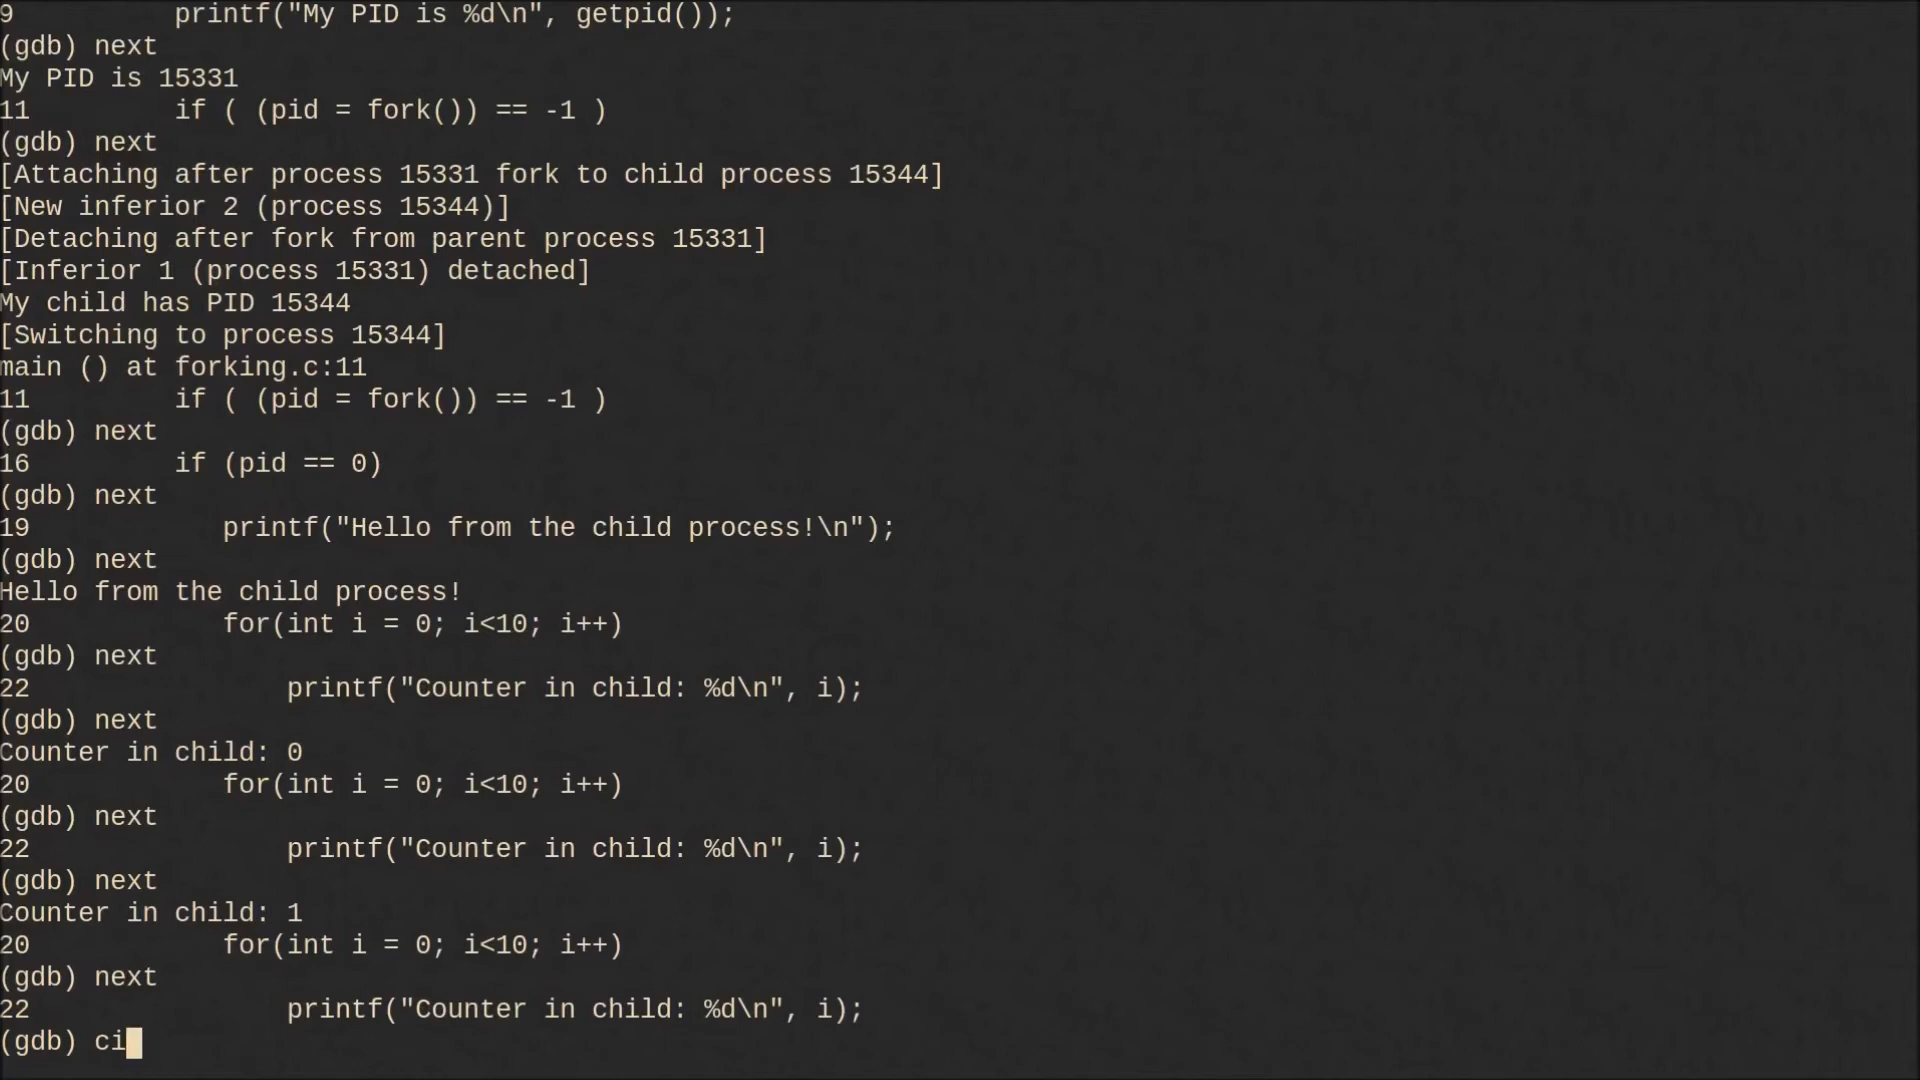 9         printf("My PID is %d\n", getpid());
(gdb) next
My PID is 15331
11         if ( (pid = fork()) == -1 )
(gdb) next
[Attaching after process 15331 fork to child process 15344]
[New inferior 2 (process 15344)]
[Detaching after fork from parent process 15331]
[Inferior 1 (process 15331) detached]
My child has PID 15344
[Switching to process 15344]
main () at forking.c:11
11         if ( (pid = fork()) == -1 )
(gdb) next
16         if (pid == 0)
(gdb) next
19            printf("Hello from the child process!\n");
(gdb) next
Hello from the child process!
20            for(int i = 0; i<10; i++)
(gdb) next
22                printf("Counter in child: %d\n", i);
(gdb) next
Counter in child: 0
20            for(int i = 0; i<10; i++)
(gdb) next
22                printf("Counter in child: %d\n", i);
(gdb) next
Counter in child: 1
20            for(int i = 0; i<10; i++)
(gdb) next
22                printf("Counter in child: %d\n", i);
(gdb) ci